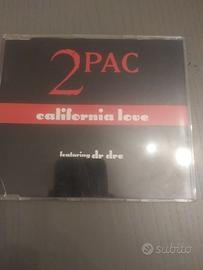 2PAC
california love
featuring dr dre
subito